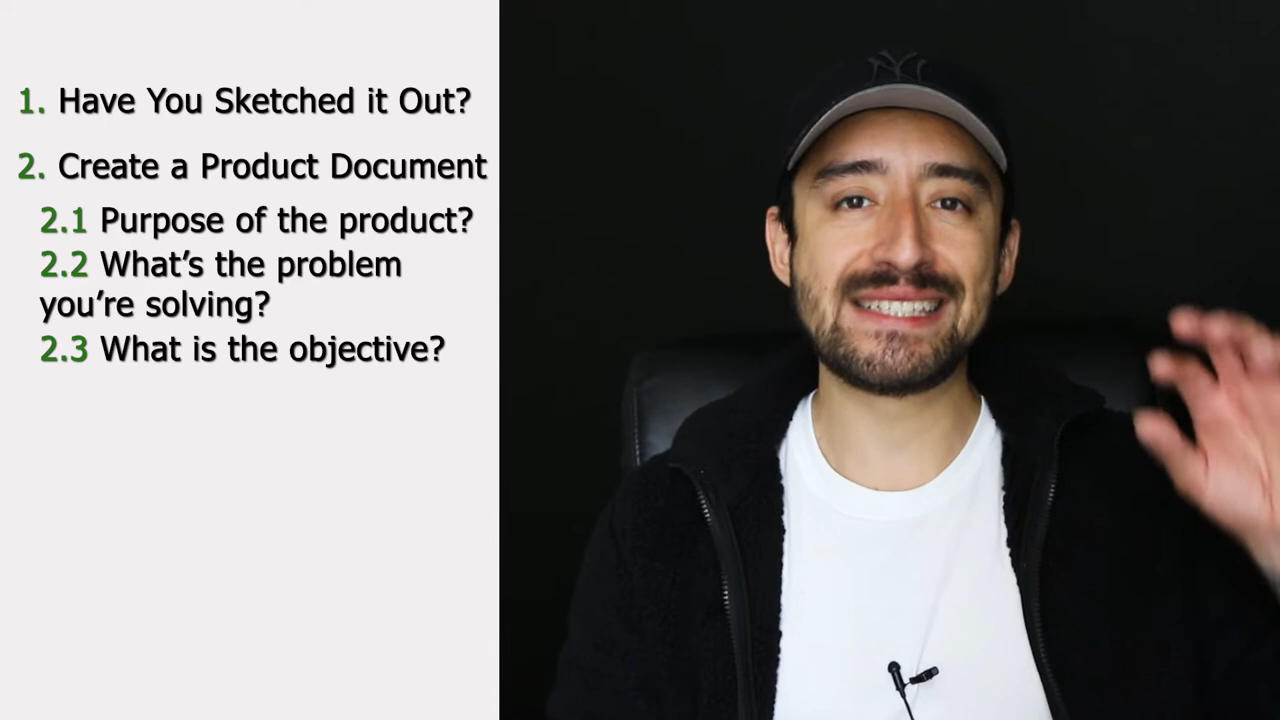 1. Have You Sketched it Out?
2. Create a Product Document
2.1 Purpose of the product?
2.2 What’s the problem
you’re solving?
2.3 What is the objective?
NY